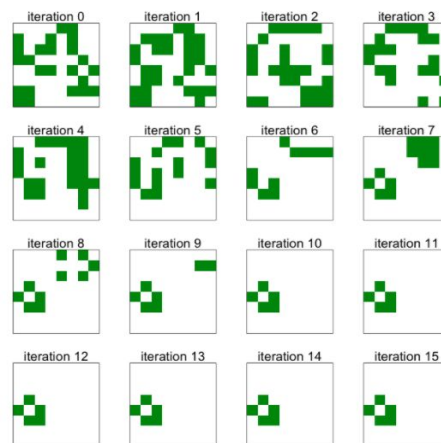 iteration 0
iteration 1
iteration 2
iteration 3
iteration 4
iteration 5
iteration 6
iteration 7
iteration 8
iteration 9
iteration 10
iteration 11
iteration 12
iteration 13
iteration 14
iteration 15